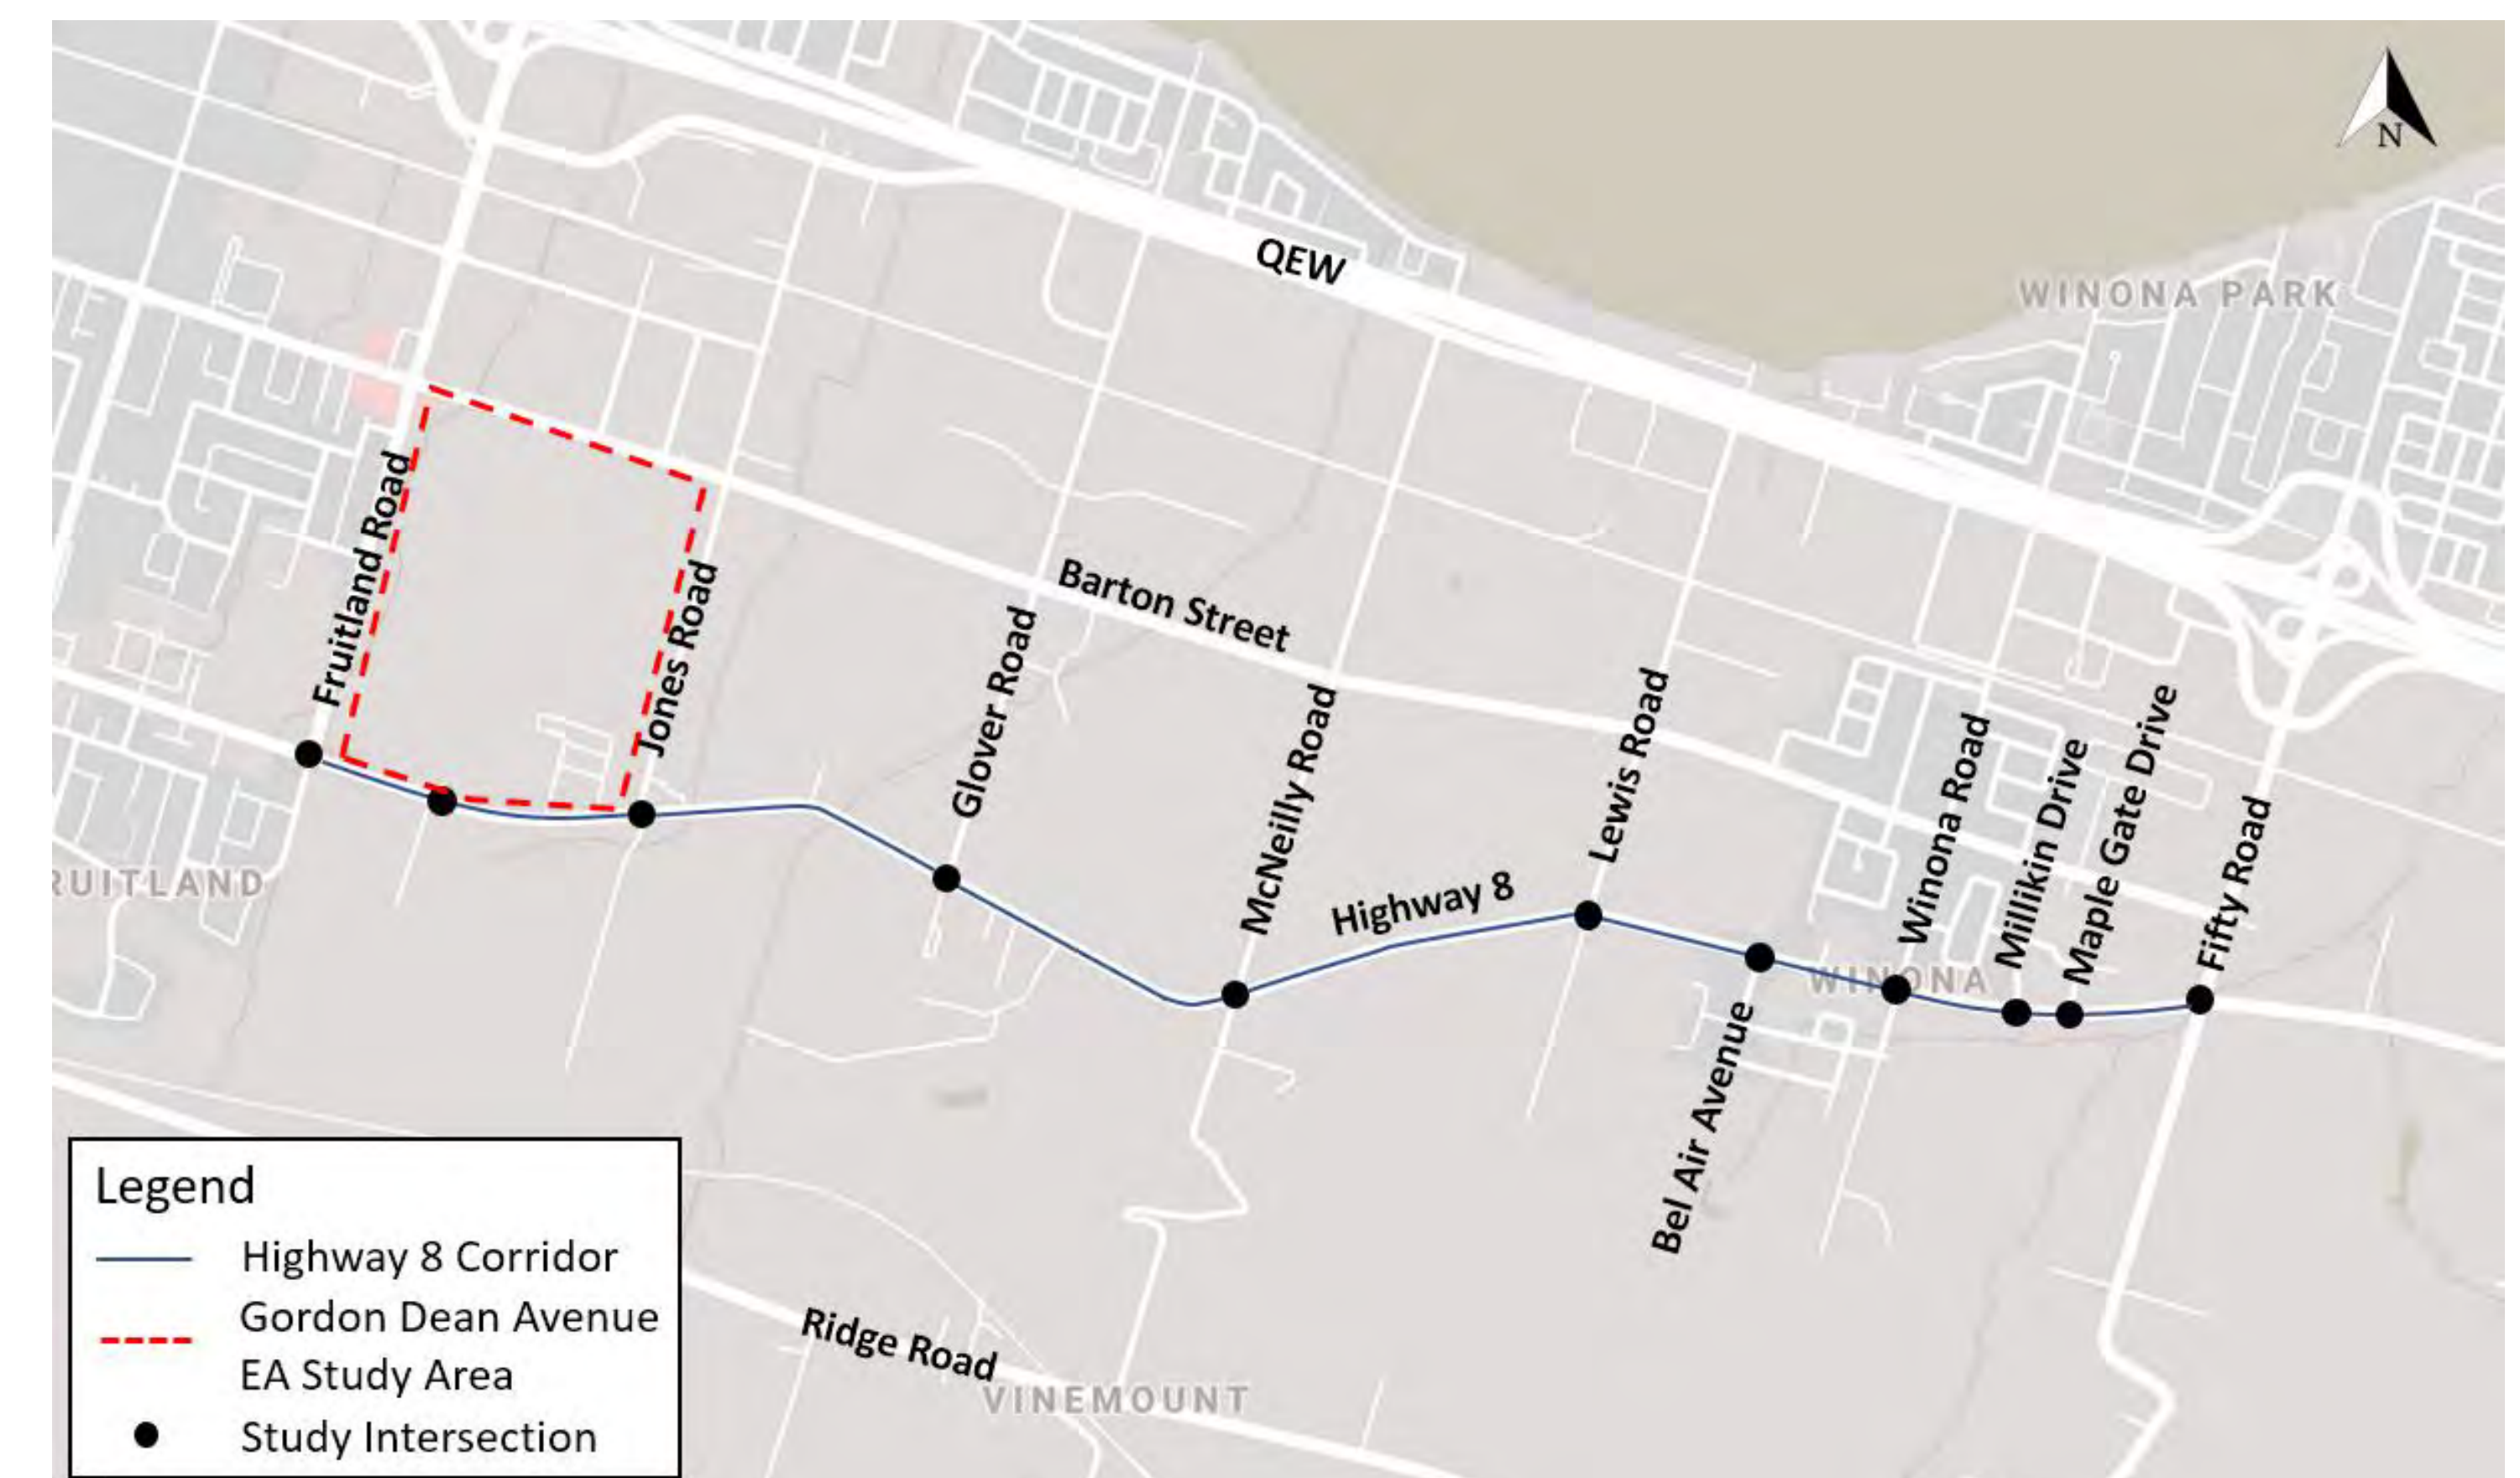 N
QEW
WINONA PARK
Fruitland Road
Jones Road
Barton Street
Glover Road
McNeilly Road
Lewis Road
Winona Road
Millikin Drive
Maple Gate Drive
Fifty Road
Highway 8
RUITLAND
WINONA
Bel Air Avenue
Ridge Road
VINEMOUNT
Legend
Highway 8 Corridor
Gordon Dean Avenue
EA Study Area
Study Intersection